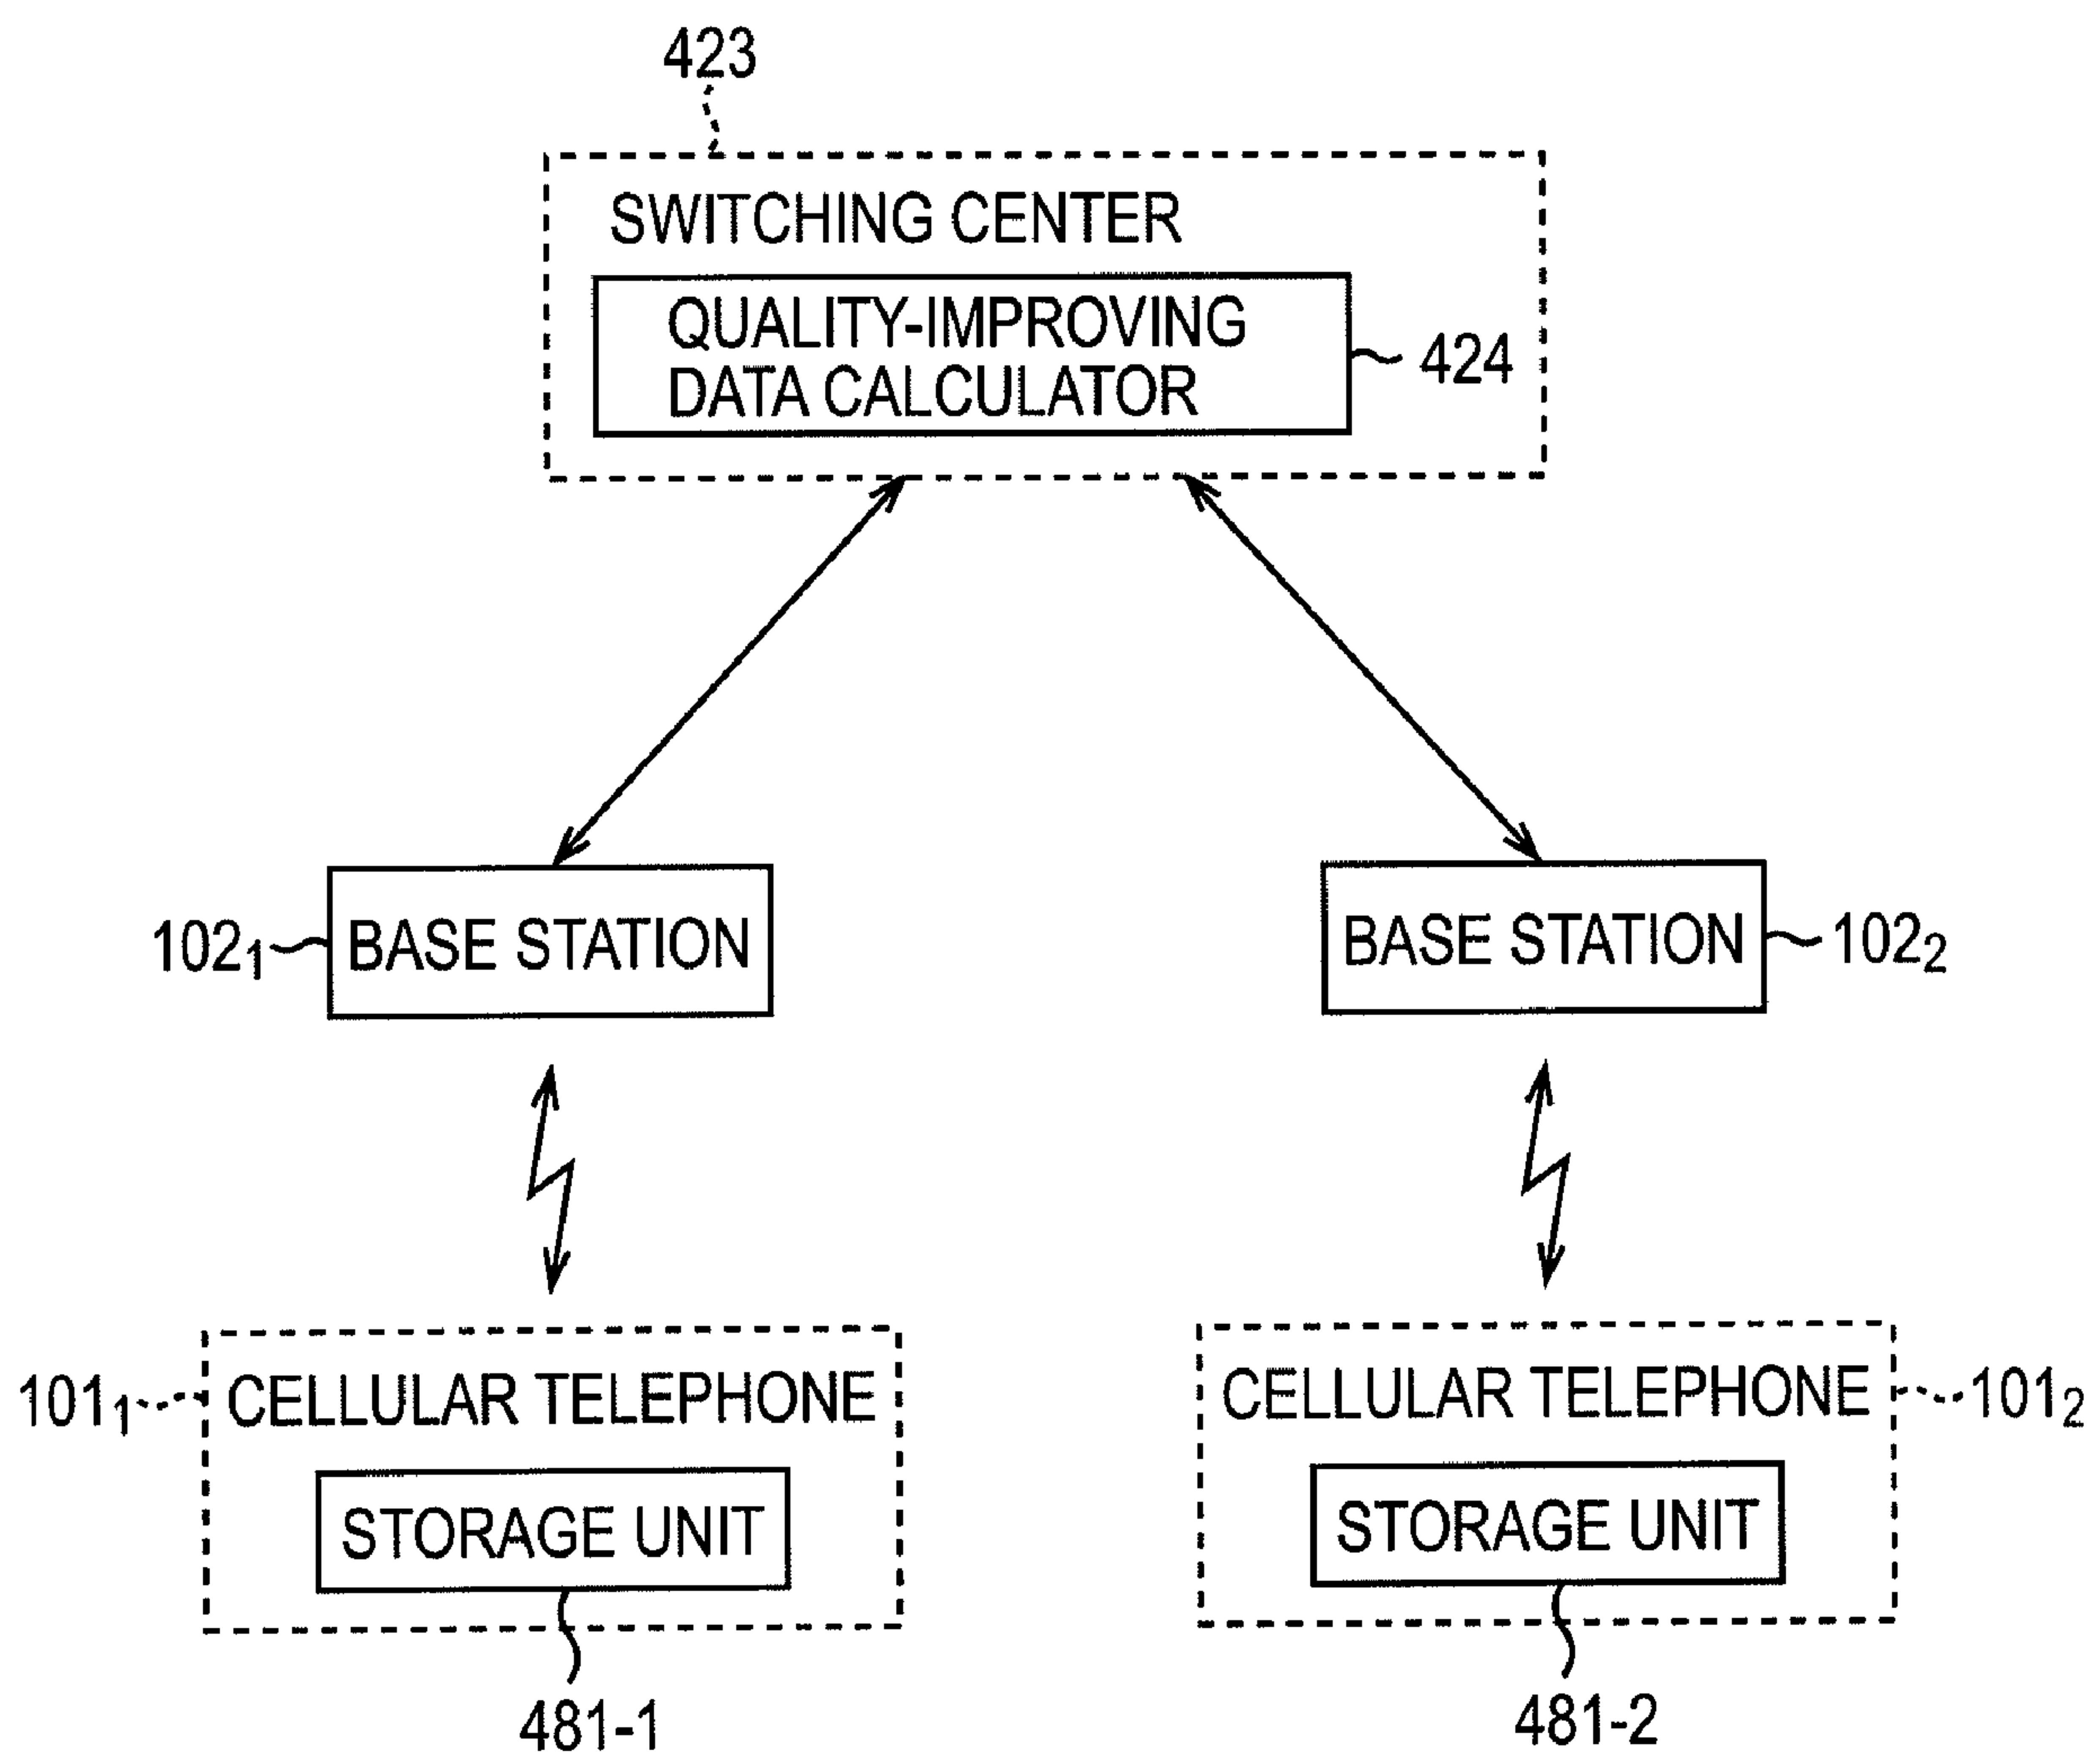 423
SWITCHING CENTER
QUALITY-IMPROVING
DATA CALCULATOR
424
102₁
BASE STATION
BASE STATION
102₂
101₁
CELLULAR TELEPHONE
CELLULAR TELEPHONE
101₂
STORAGE UNIT
STORAGE UNIT
481-1
481-2